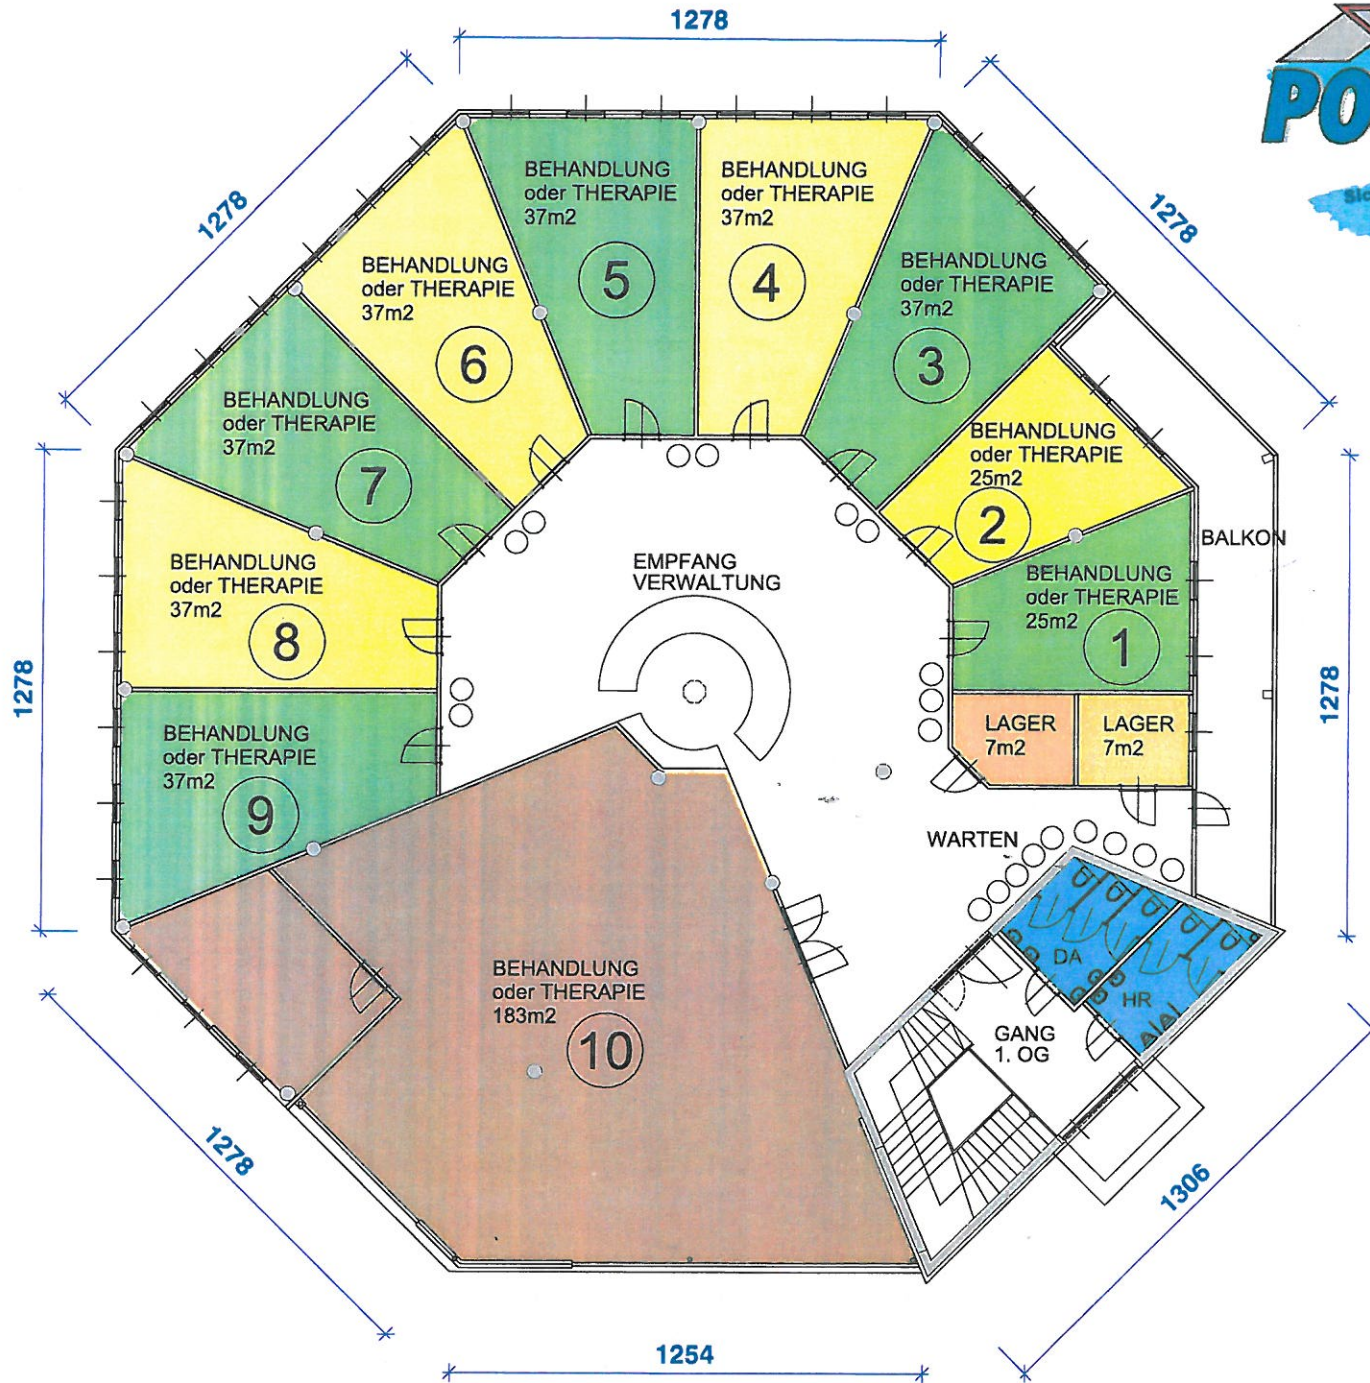 1278
PO
1278
1278
BEHANDLUNG
oder THERAPIE
37m2
5
BEHANDLUNG
oder THERAPIE
37m2
4
BEHANDLUNG
oder THERAPIE
37m2
6
BEHANDLUNG
oder THERAPIE
37m2
3
BEHANDLUNG
oder THERAPIE
37m2
7
BEHANDLUNG
oder THERAPIE
25m2
2
BALKON
BEHANDLUNG
oder THERAPIE
37m2
8
EMPFANG
VERWALTUNG
BEHANDLUNG
oder THERAPIE
25m2
1
1278
1278
BEHANDLUNG
oder THERAPIE
37m2
9
LAGER
7m2
LAGER
7m2
WARTEN
BEHANDLUNG
oder THERAPIE
183m2
10
DA
HR
GANG
1. OG
1278
1306
1254